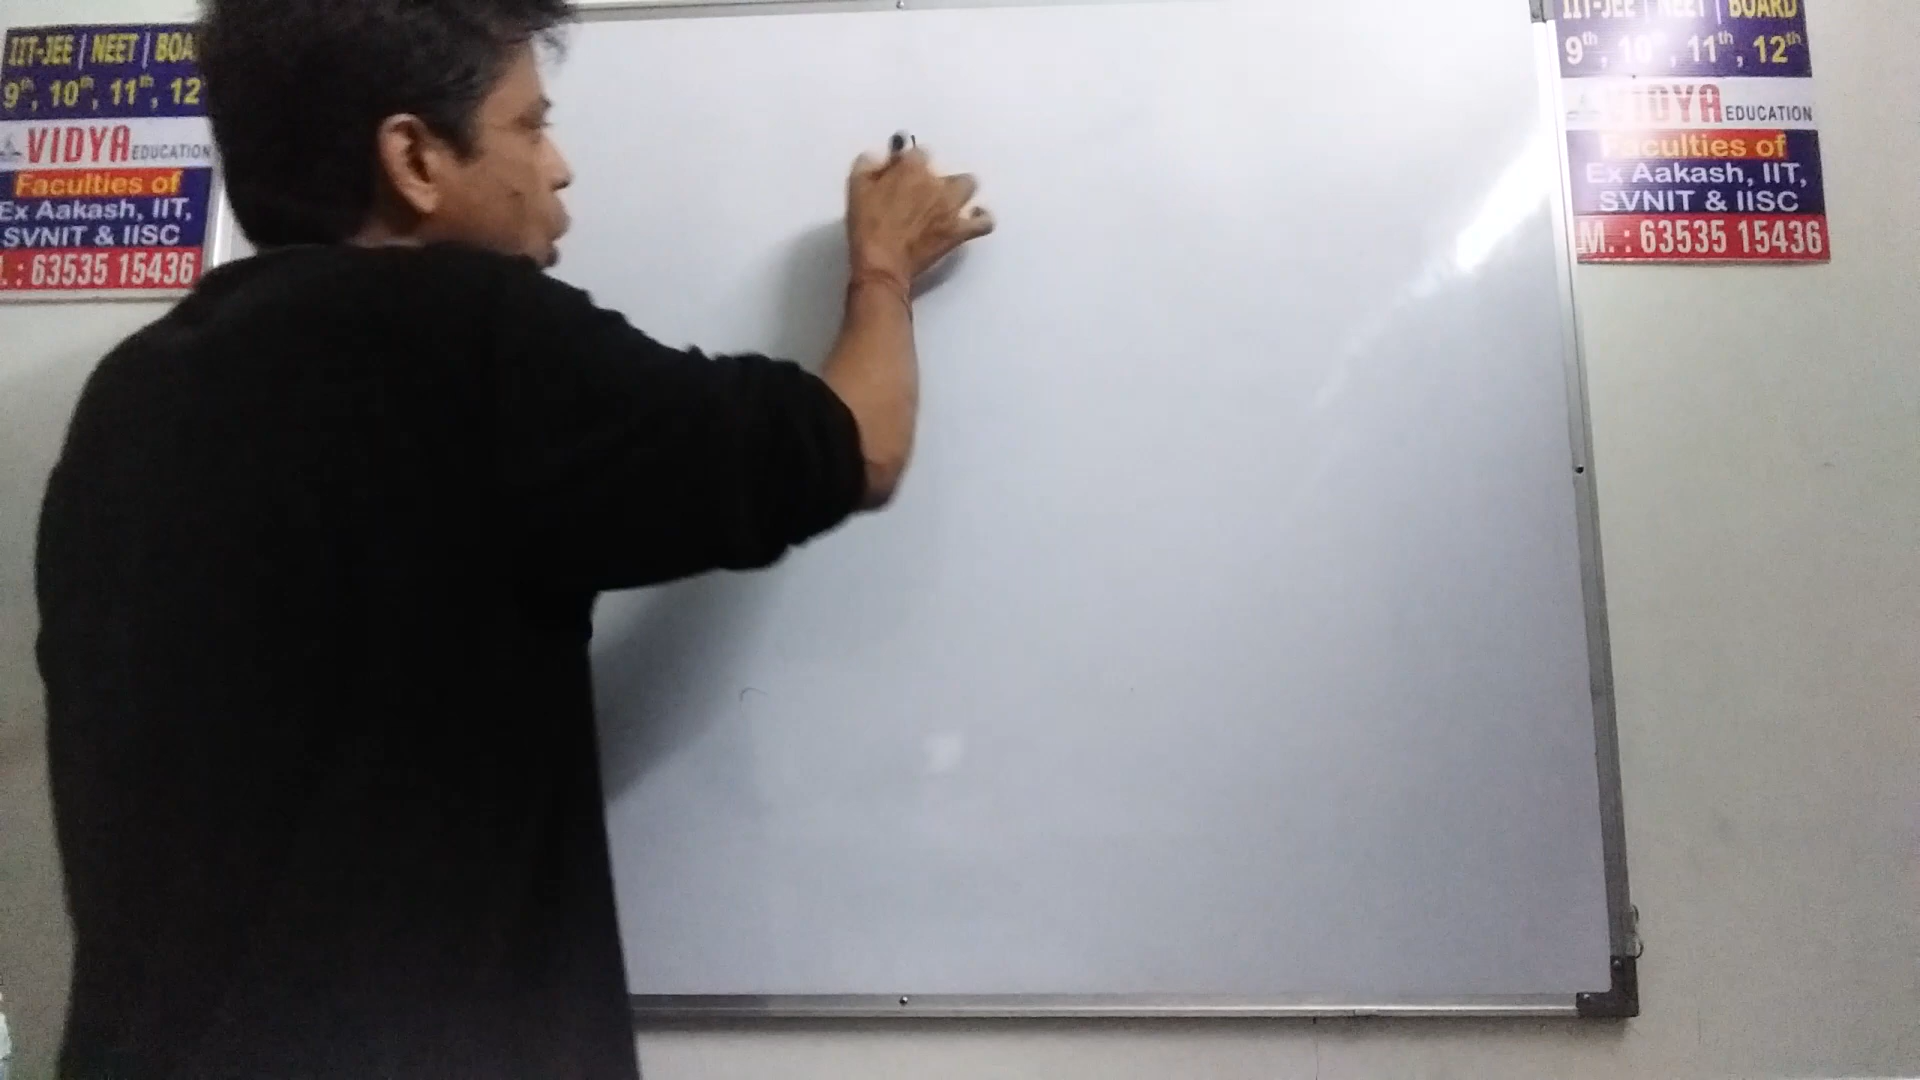 IIT-JEE | NEET | BOA
9th, 10th, 11th, 12
VIDYA EDUCATION
Faculties of
Ex Aakash, IIT,
SVNIT & IISC
. : 63535 15436
IIT-JEE | NEET | BOARD
9th, 10th, 11th, 12th
VIDYA EDUCATION
Faculties of
Ex Aakash, IIT,
SVNIT & IISC
M. : 63535 15436